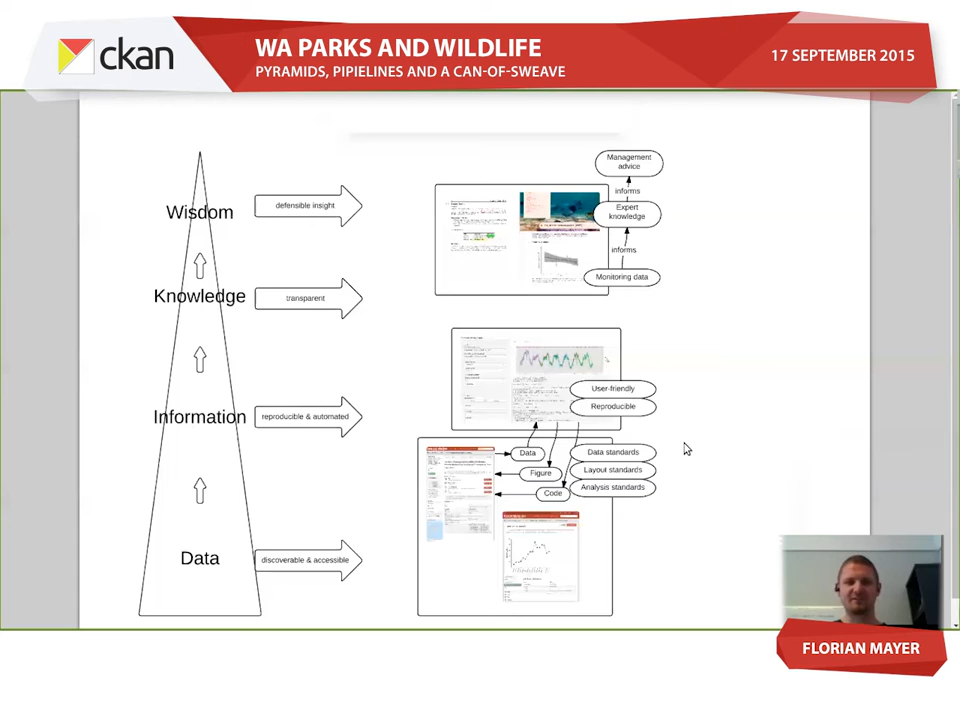 ckan
WA PARKS AND WILDLIFE
PYRAMIDS, PIPIELINES AND A CAN-OF-SWEAVE
17 SEPTEMBER 2015
Management
advice
informs
Expert
knowledge
informs
Monitoring data
Wisdom
defensible insight
Knowledge
transparent
User-friendly
Reproducible
Information
reproducible & automated
Data
Figure
Code
Data standards
Layout standards
Analysis standards
Data
discoverable & accessible
FLORIAN MAYER